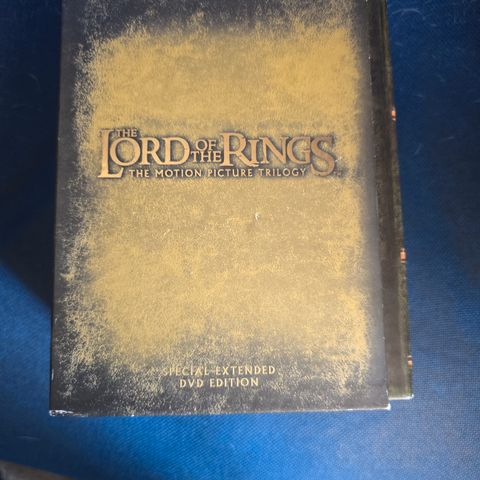 THE
LORD OF THE RINGS
THE MOTION PICTURE TRILOGY
SPECIAL EXTENDED
DVD EDITION